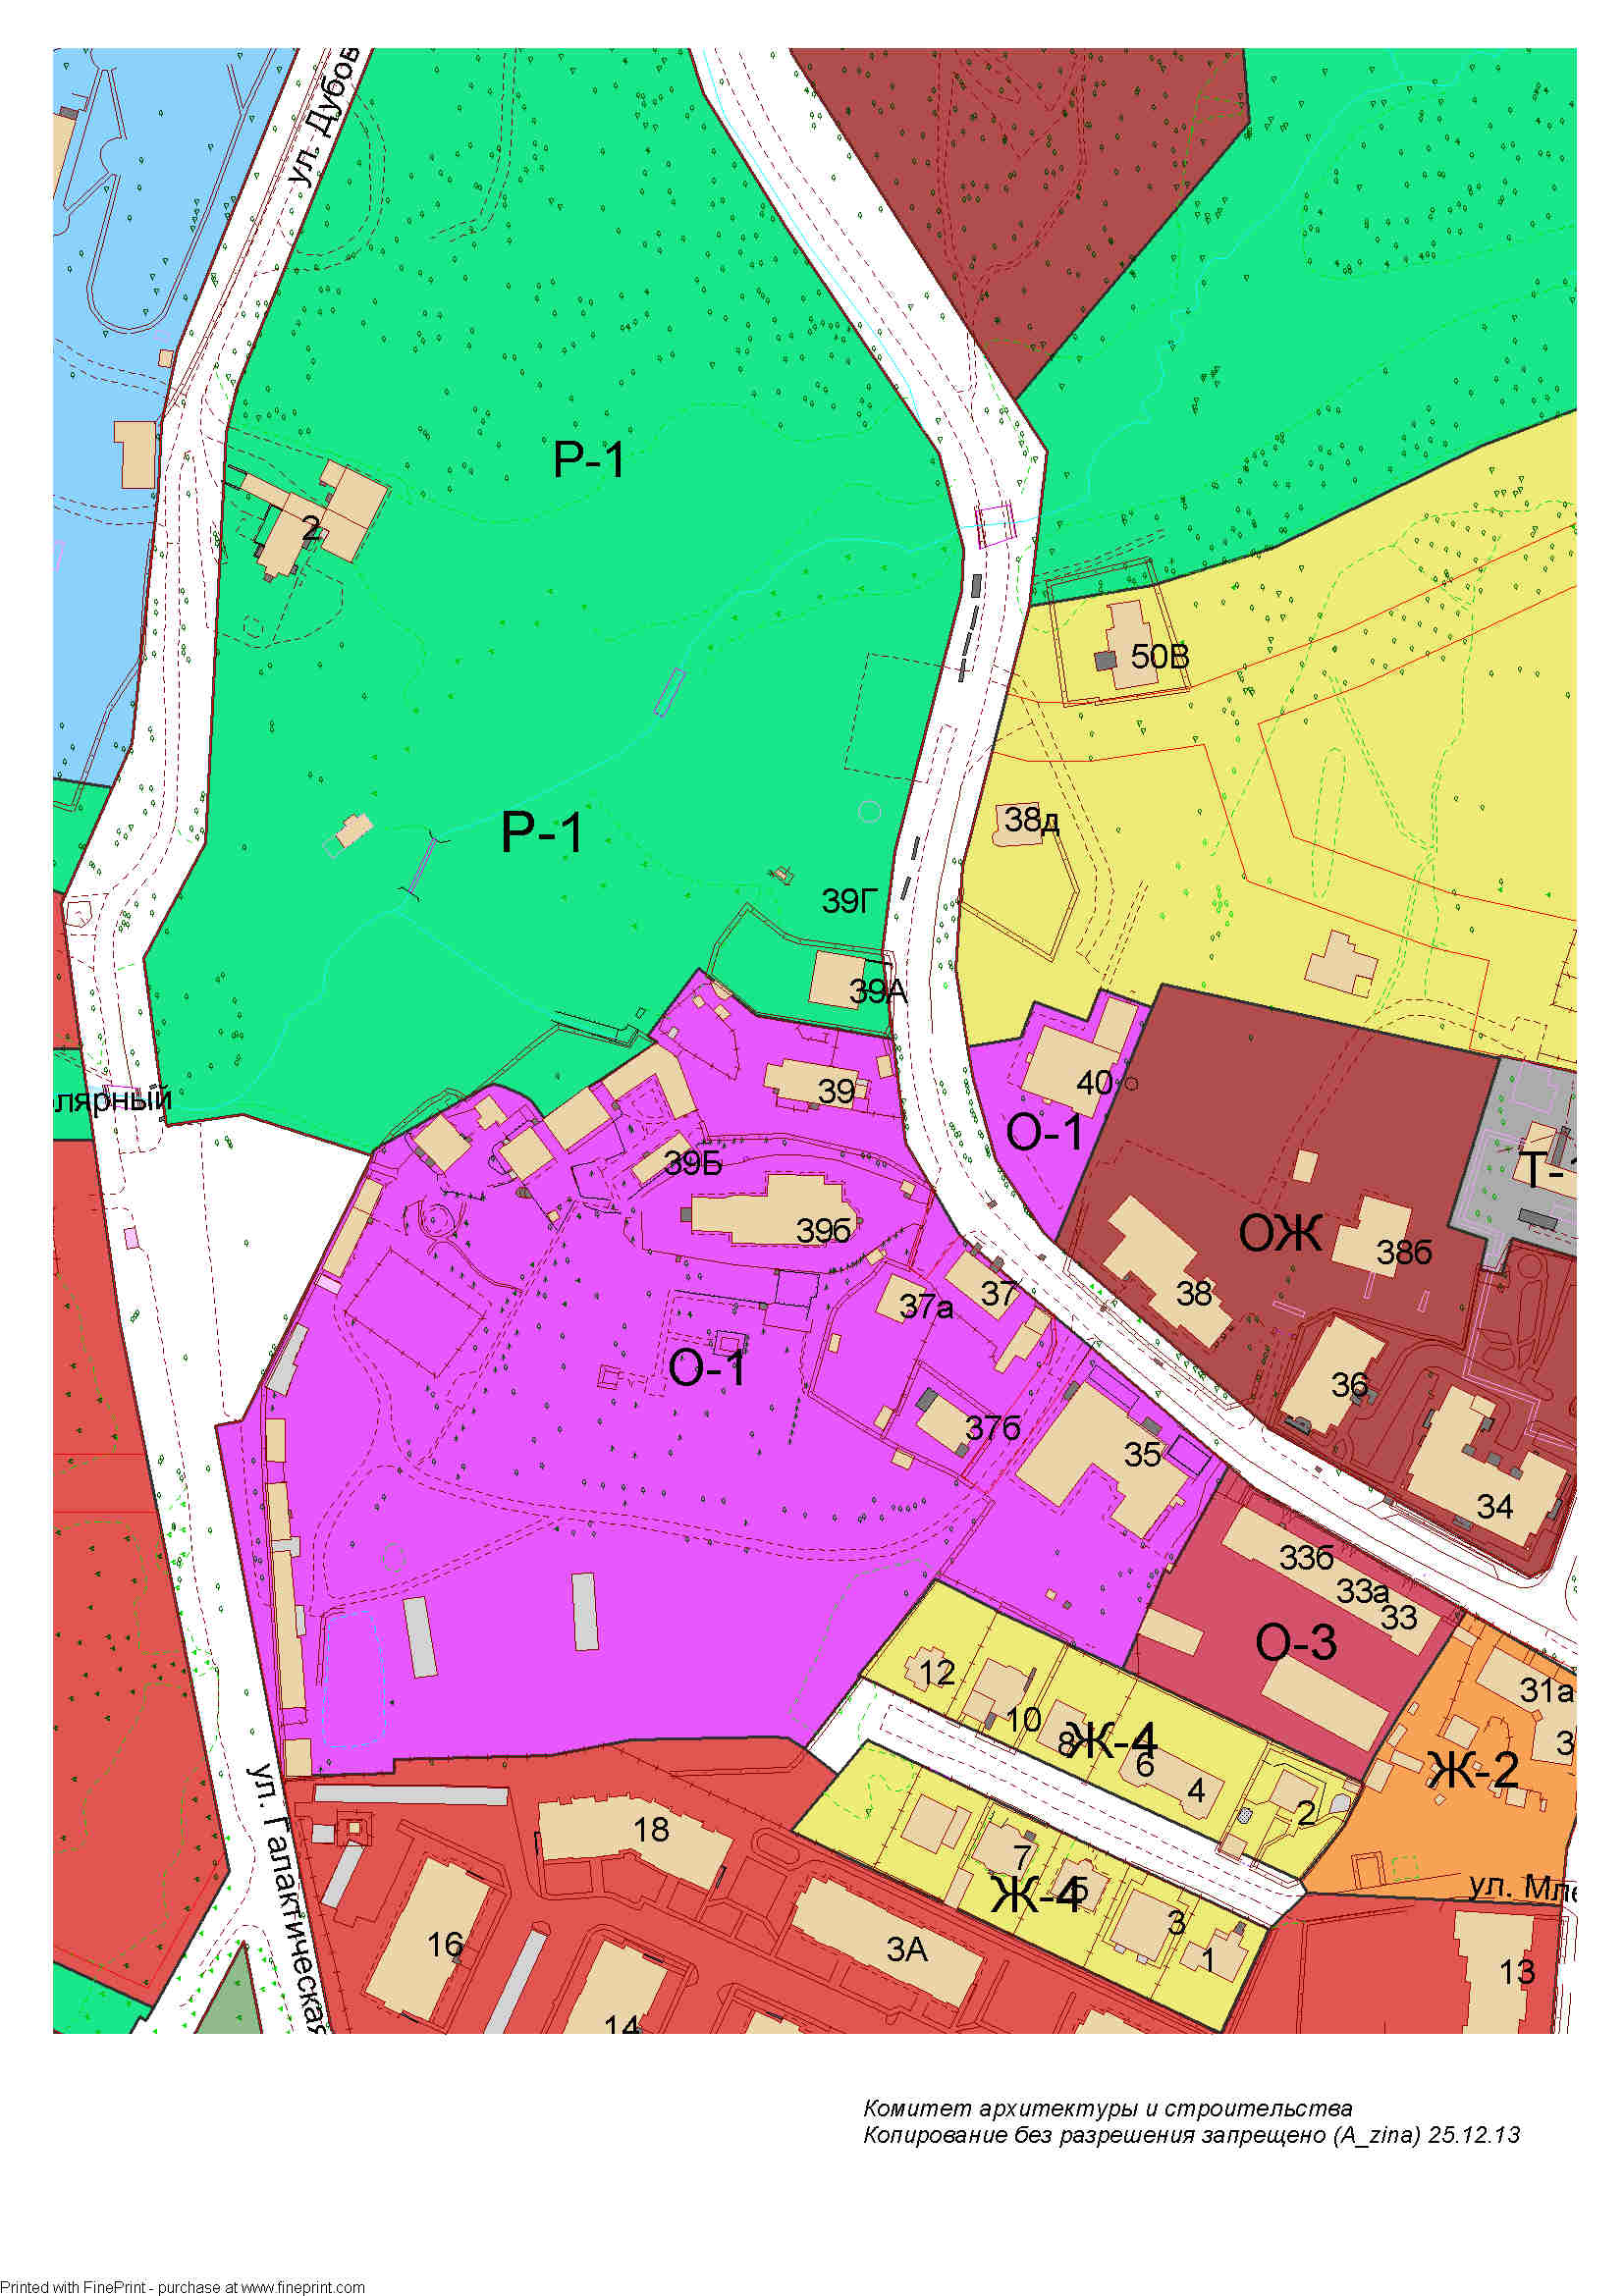 ул. Дубов
Р-1
2
50В
Р-1
38д
39Г
39А
лярный
39
40
О-1
39Б
Т-1
39б
ОЖ
38б
37а
37
38
О-1
36
37б
35
34
33б
33а
33
О-3
12
10
8
Ж-4
6
4
2
31а
3
Ж-2
ул. Галактическая
18
7
Ж-4
5
3
1
ул. Мле
16
3А
13
14
Комитет архитектуры и строительства
Копирование без разрешения запрещено (A_zina) 25.12.13
Printed with FinePrint - purchase at www.fineprint.com